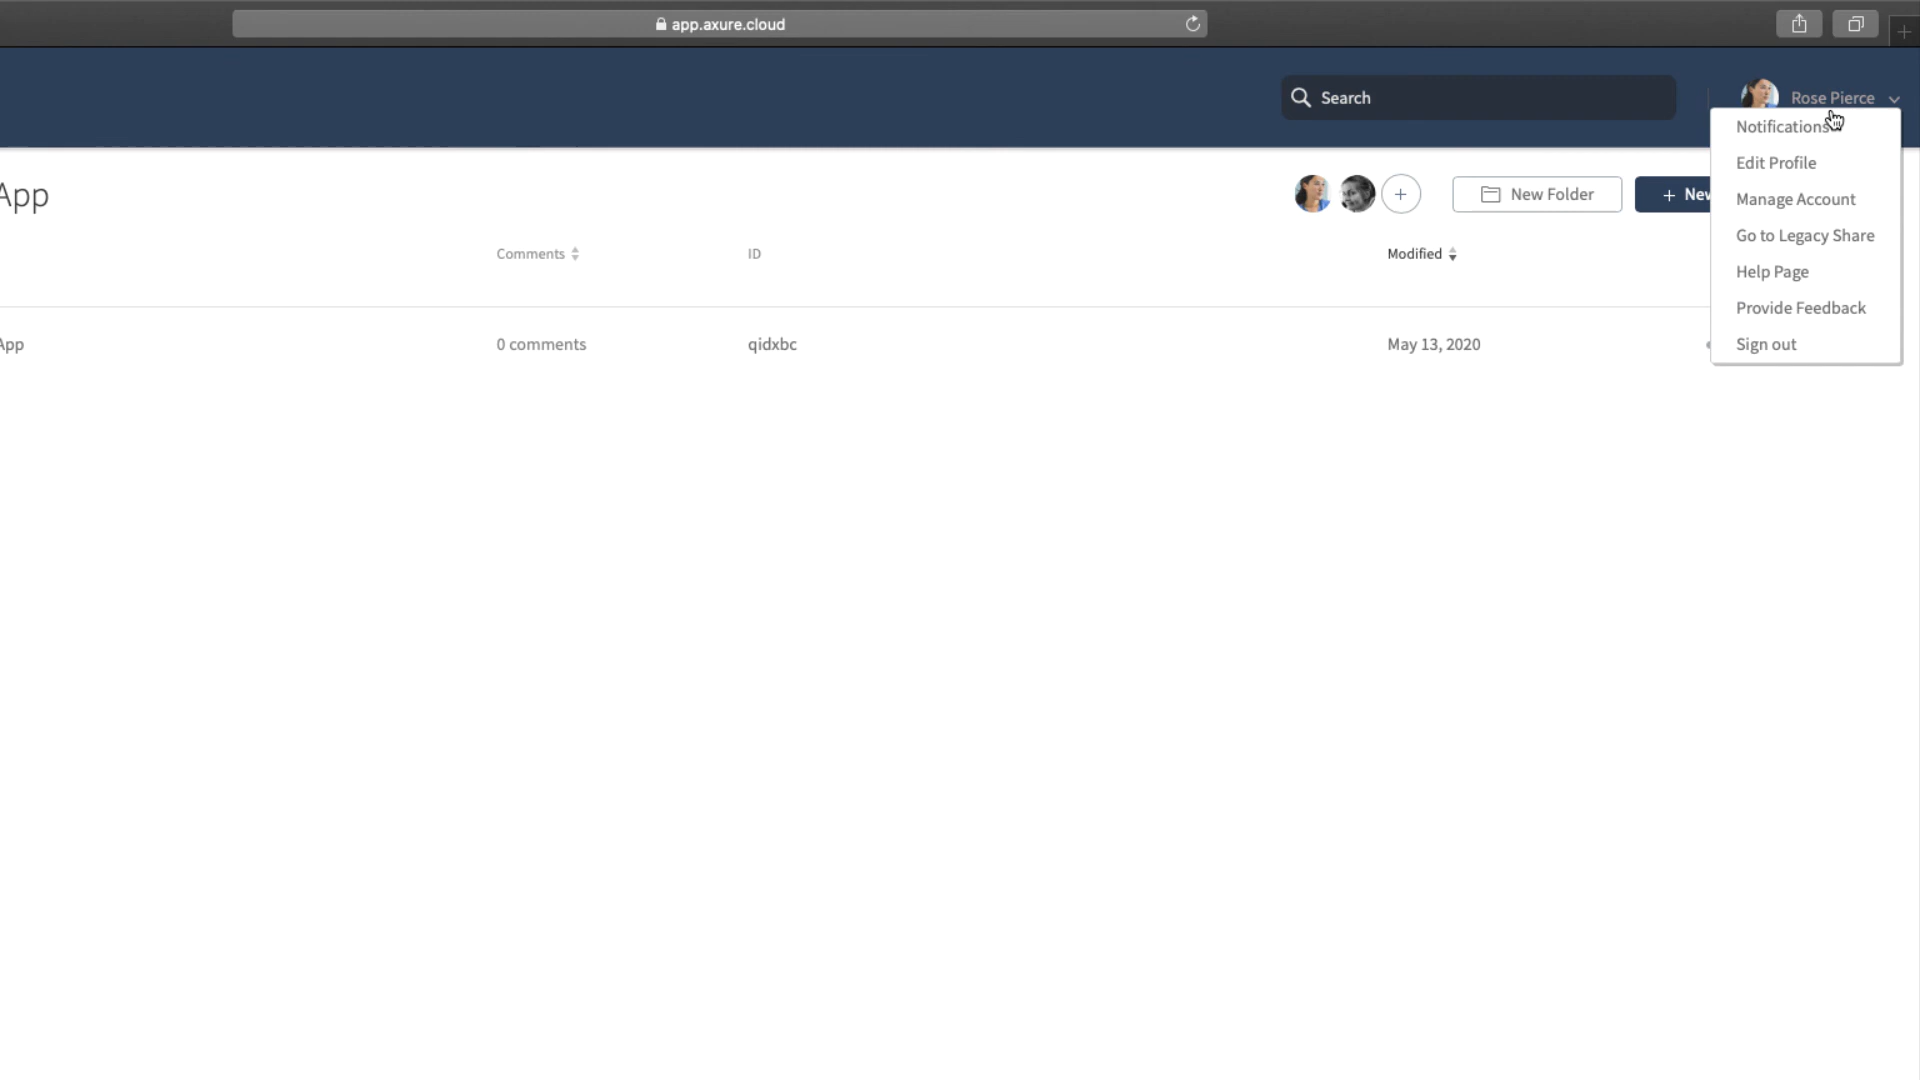 app.axure.cloud
Search
Rose Pierce
Notifications
Edit Profile
Manage Account
Go to Legacy Share
Help Page
Provide Feedback
Sign out
App
New Folder
+ New
Comments
ID
Modified
App
0 comments
qidxbc
May 13, 2020